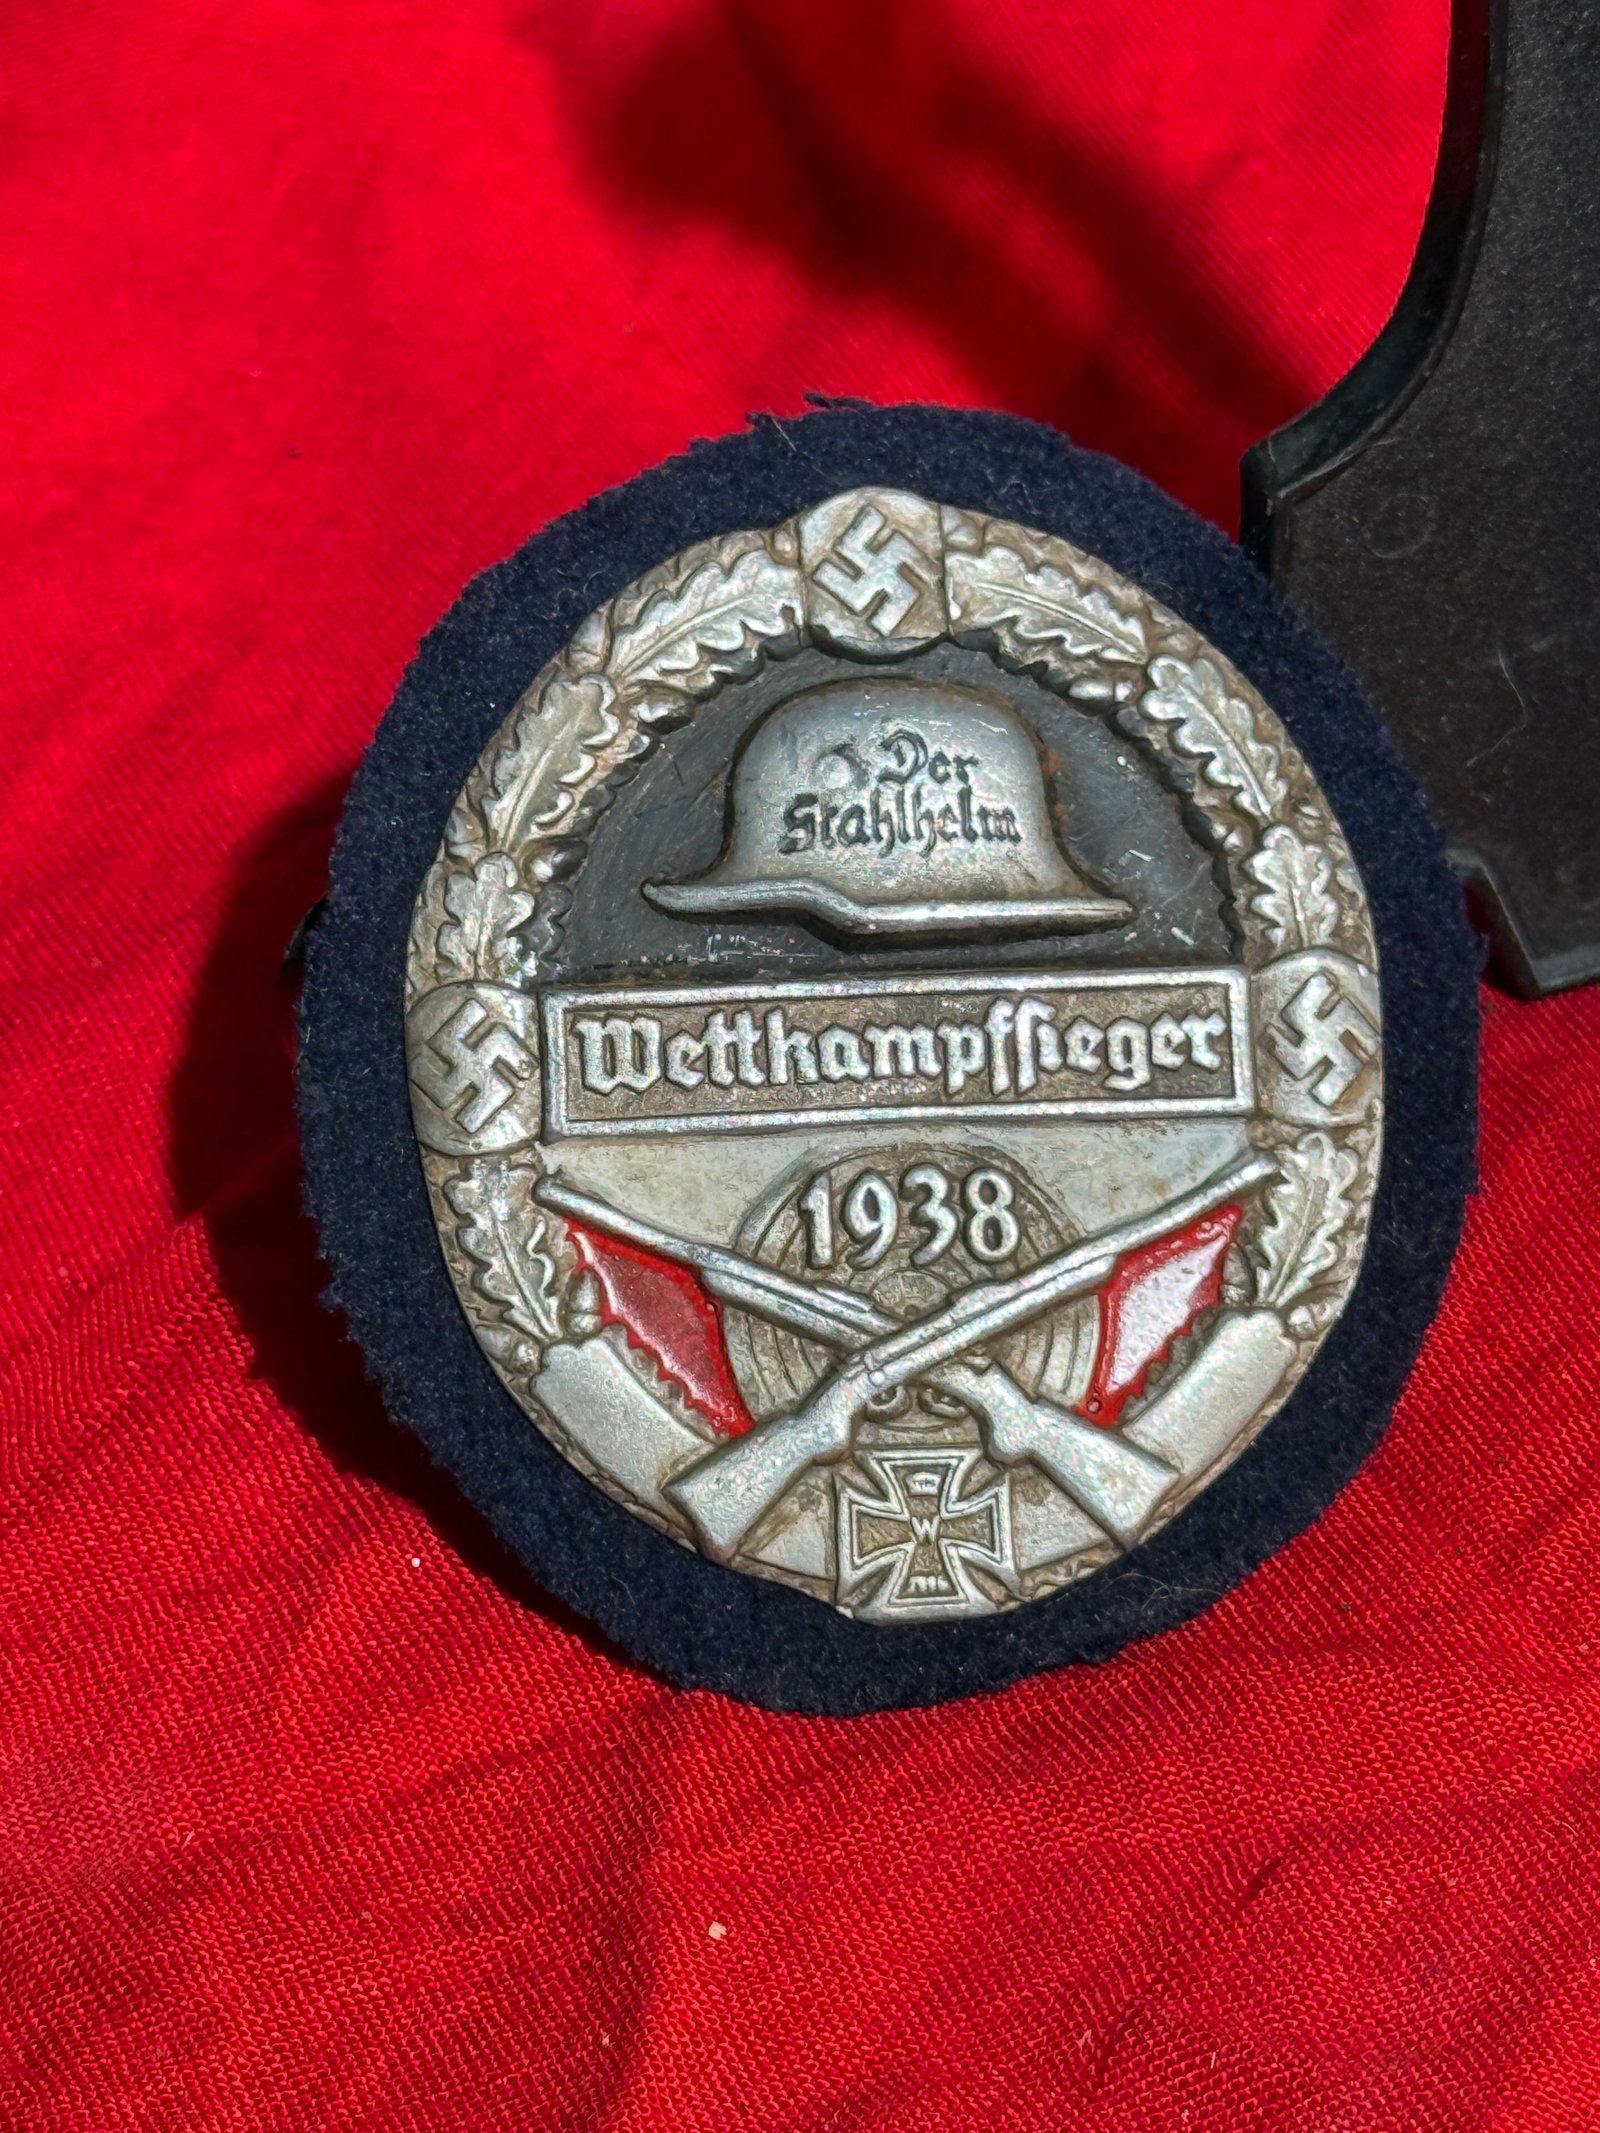 Der
Stahlhelm
Wettkampfsieger
1938
W